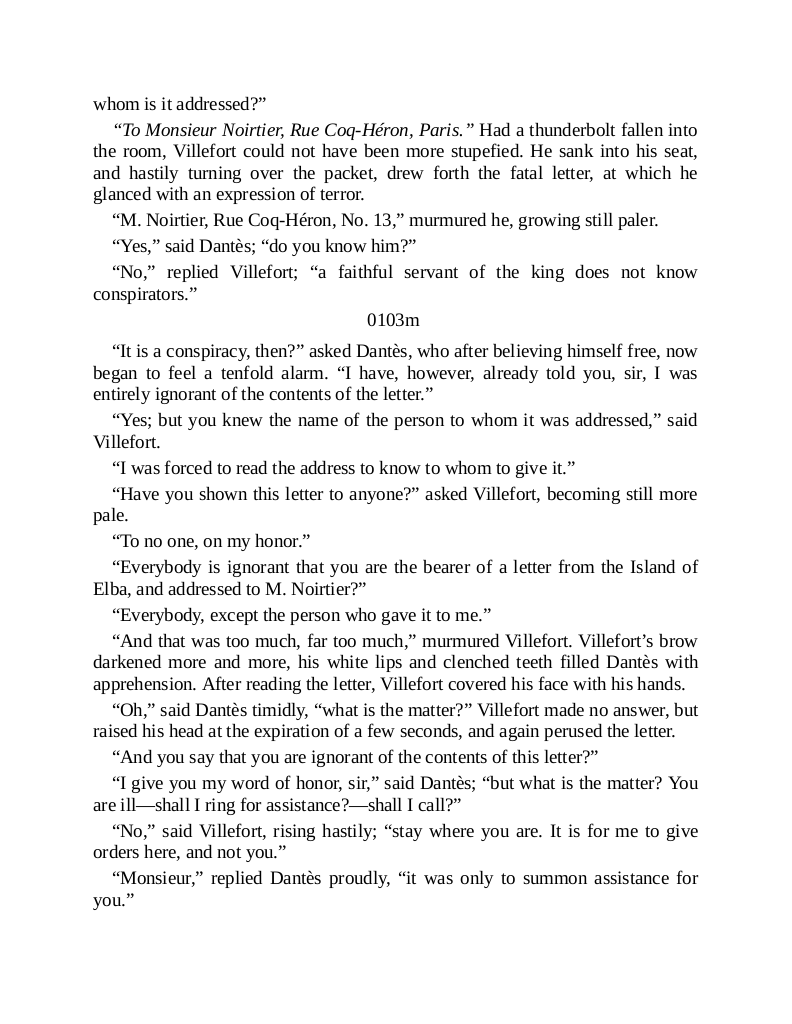 whom is it addressed?”
“To Monsieur Noirtier, Rue Coq-Héron, Paris.” Had a thunderbolt fallen into
the room, Villefort could not have been more stupefied. He sank into his seat,
and hastily turning over the packet, drew forth the fatal letter, at which he
glanced with an expression of terror.
“M. Noirtier, Rue Coq-Héron, No. 13,” murmured he, growing still paler.
“Yes,” said Dantès; “do you know him?”
“No,” replied Villefort; “a faithful servant of the king does not know
conspirators.”
0103m
“It is a conspiracy, then?” asked Dantès, who after believing himself free, now
began to feel a tenfold alarm. “I have, however, already told you, sir, I was
entirely ignorant of the contents of the letter.”
“Yes; but you knew the name of the person to whom it was addressed,” said
Villefort.
“I was forced to read the address to know to whom to give it.”
“Have you shown this letter to anyone?” asked Villefort, becoming still more
pale.
“To no one, on my honor.”
“Everybody is ignorant that you are the bearer of a letter from the Island of
Elba, and addressed to M. Noirtier?”
“Everybody, except the person who gave it to me.”
“And that was too much, far too much,” murmured Villefort. Villefort’s brow
darkened more and more, his white lips and clenched teeth filled Dantès with
apprehension. After reading the letter, Villefort covered his face with his hands.
“Oh,” said Dantès timidly, “what is the matter?” Villefort made no answer, but
raised his head at the expiration of a few seconds, and again perused the letter.
“And you say that you are ignorant of the contents of this letter?”
“I give you my word of honor, sir,” said Dantès; “but what is the matter? You
are ill—shall I ring for assistance?—shall I call?”
“No,” said Villefort, rising hastily; “stay where you are. It is for me to give
orders here, and not you.”
“Monsieur,” replied Dantès proudly, “it was only to summon assistance for
you.”